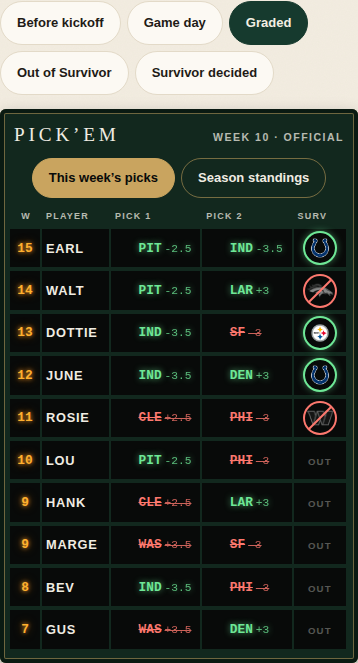 Before kickoff Game day Graded
Out of Survivor Survivor decided
PICK’EM WEEK 10 · OFFICIAL
This week’s picks Season standings
W PLAYER PICK 1 PICK 2 SURV
15 EARL PIT -2.5 IND -3.5
14 WALT PIT -2.5 LAR +3
13 DOTTIE IND -3.5 SF -3
12 JUNE IND -3.5 DEN +3
11 ROSIE CLE +2.5 PHI -3 W
10 LOU PIT -2.5 PHI -3 OUT
9 HANK CLE +2.5 LAR +3 OUT
9 MARGE WAS +3.5 SF -3 OUT
8 BEV IND -3.5 PHI -3 OUT
7 GUS WAS +3.5 DEN +3 OUT